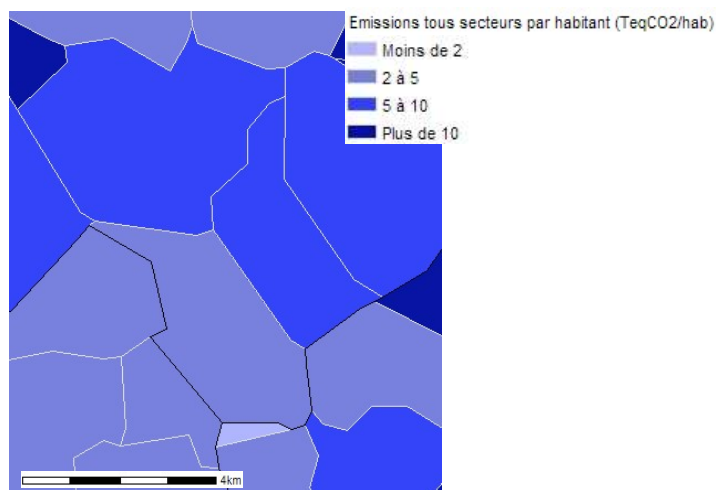 Emissions tous secteurs par habitant (TeqCO2/hab)
Moins de 2
2 à 5
5 à 10
Plus de 10
4km